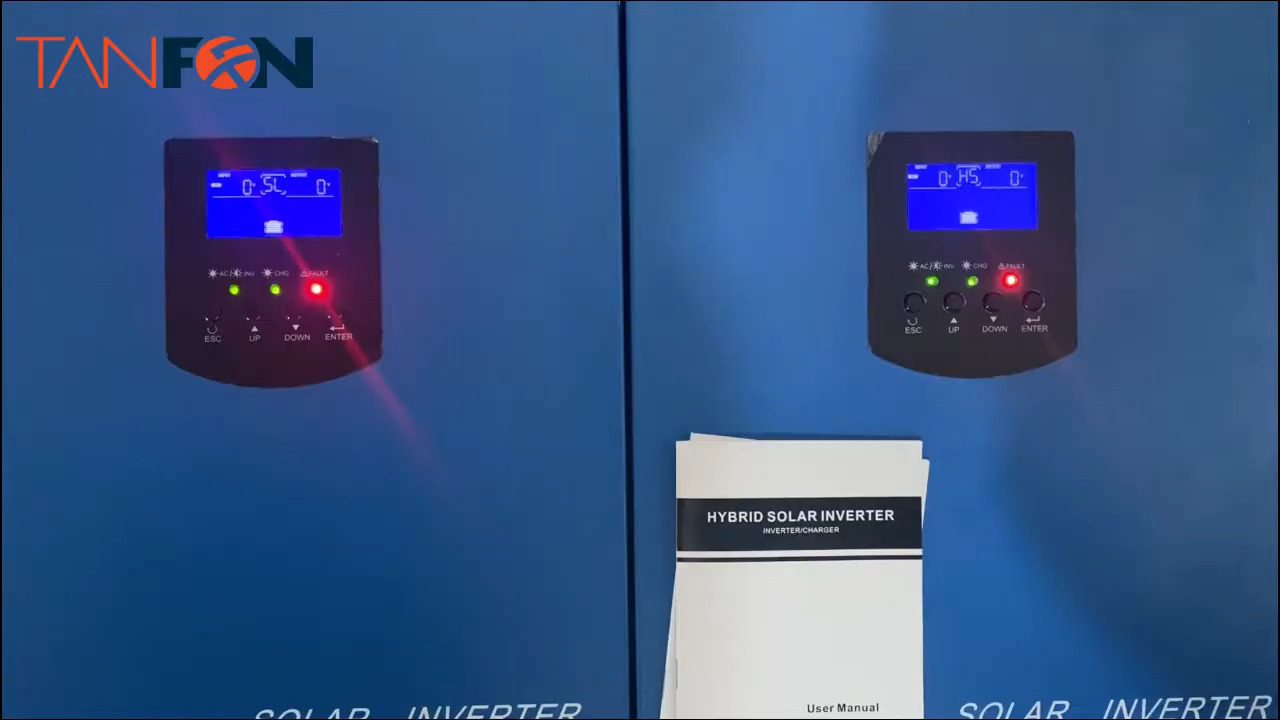 TANFON
0 SL 0
AC/ INV CHG FAULT
ESC UP DOWN ENTER
0 HS 0
AC/ INV CHG FAULT
ESC UP DOWN ENTER
HYBRID SOLAR INVERTER
INVERTER/CHARGER
User Manual
SOLAR INVERTER
SOLAR INVERTER